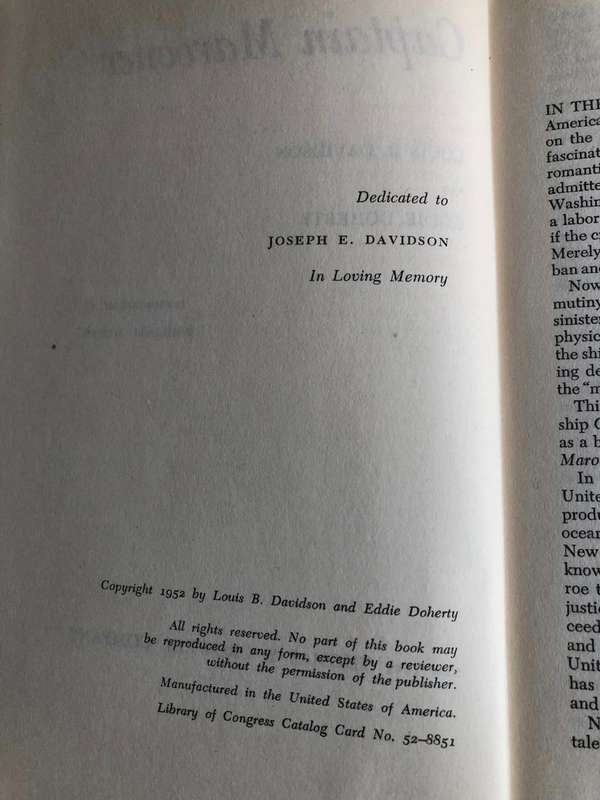 Dedicated to
JOSEPH E. DAVIDSON
In Loving Memory
Copyright 1952 by Louis B. Davidson and Eddie Doherty
All rights reserved. No part of this book may
be reproduced in any form, except by a reviewer,
without the permission of the publisher.
Manufactured in the United States of America.
Library of Congress Catalog Card No. 52-8851
IN THE
America
on the
fascinat
romanti
admitte
Washin
a labor
if the c
Merely
ban and
Now
mutiny
sinister
physic
the shi
ing de
the "m
Thi
ship G
as a b
Maro
In
Unite
produ
ocean
New
know
roe t
justi
ceed
and
Unit
has
and
N
tale